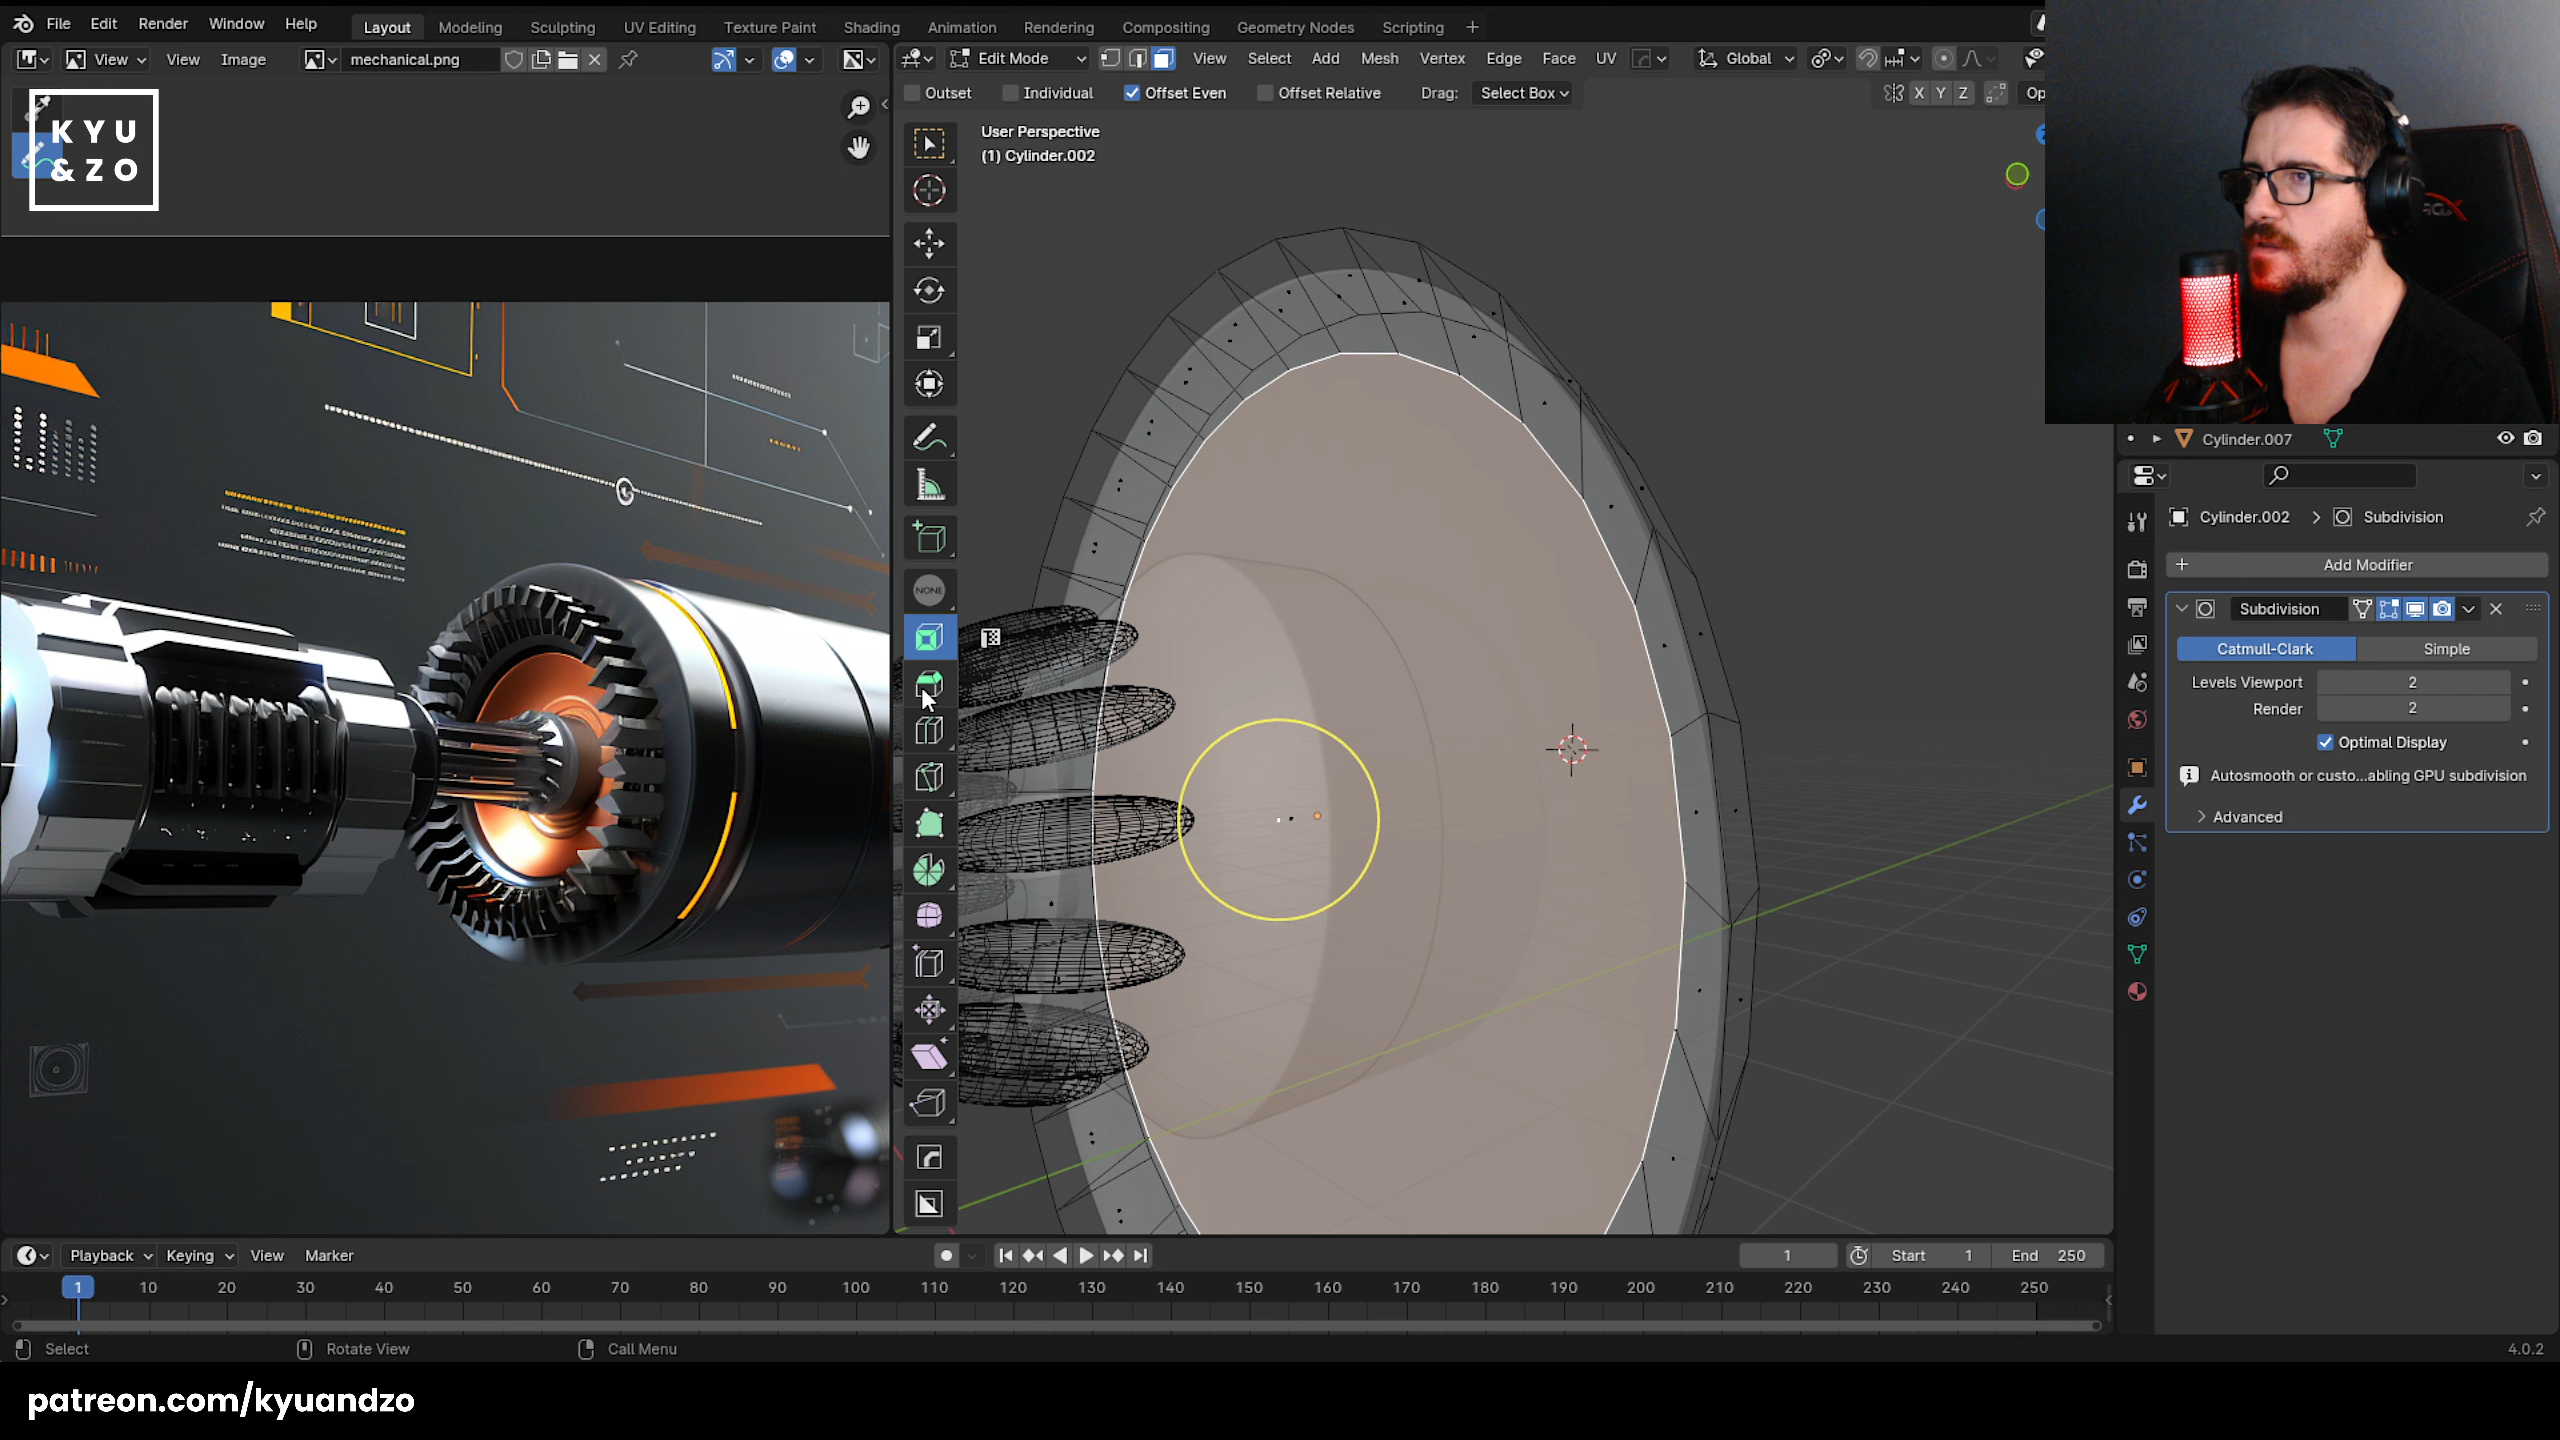 File Edit Render Window Help Layout Modeling Sculpting UV Editing Texture Paint Shading Animation Rendering Compositing Geometry Nodes Scripting +
View View Image mechanical.png Edit Mode View Select Add Mesh Vertex Edge Face UV Global
Outset Individual Offset Even Offset Relative Drag: Select Box X Y Z Op
KYU
&ZO
User Perspective
(1) Cylinder.002
NONE
Cylinder.007
Cylinder.002 > Subdivision
+ Add Modifier
Subdivision
Catmull-Clark Simple
Levels Viewport 2
Render 2
Optimal Display
Autosmooth or custo...abling GPU subdivision
Advanced
Playback Keying View Marker 1 Start 1 End 250
1 10 20 30 40 50 60 70 80 90 100 110 120 130 140 150 160 170 180 190 200 210 220 230 240 250
Select Rotate View Call Menu 4.0.2
patreon.com/kyuandzo